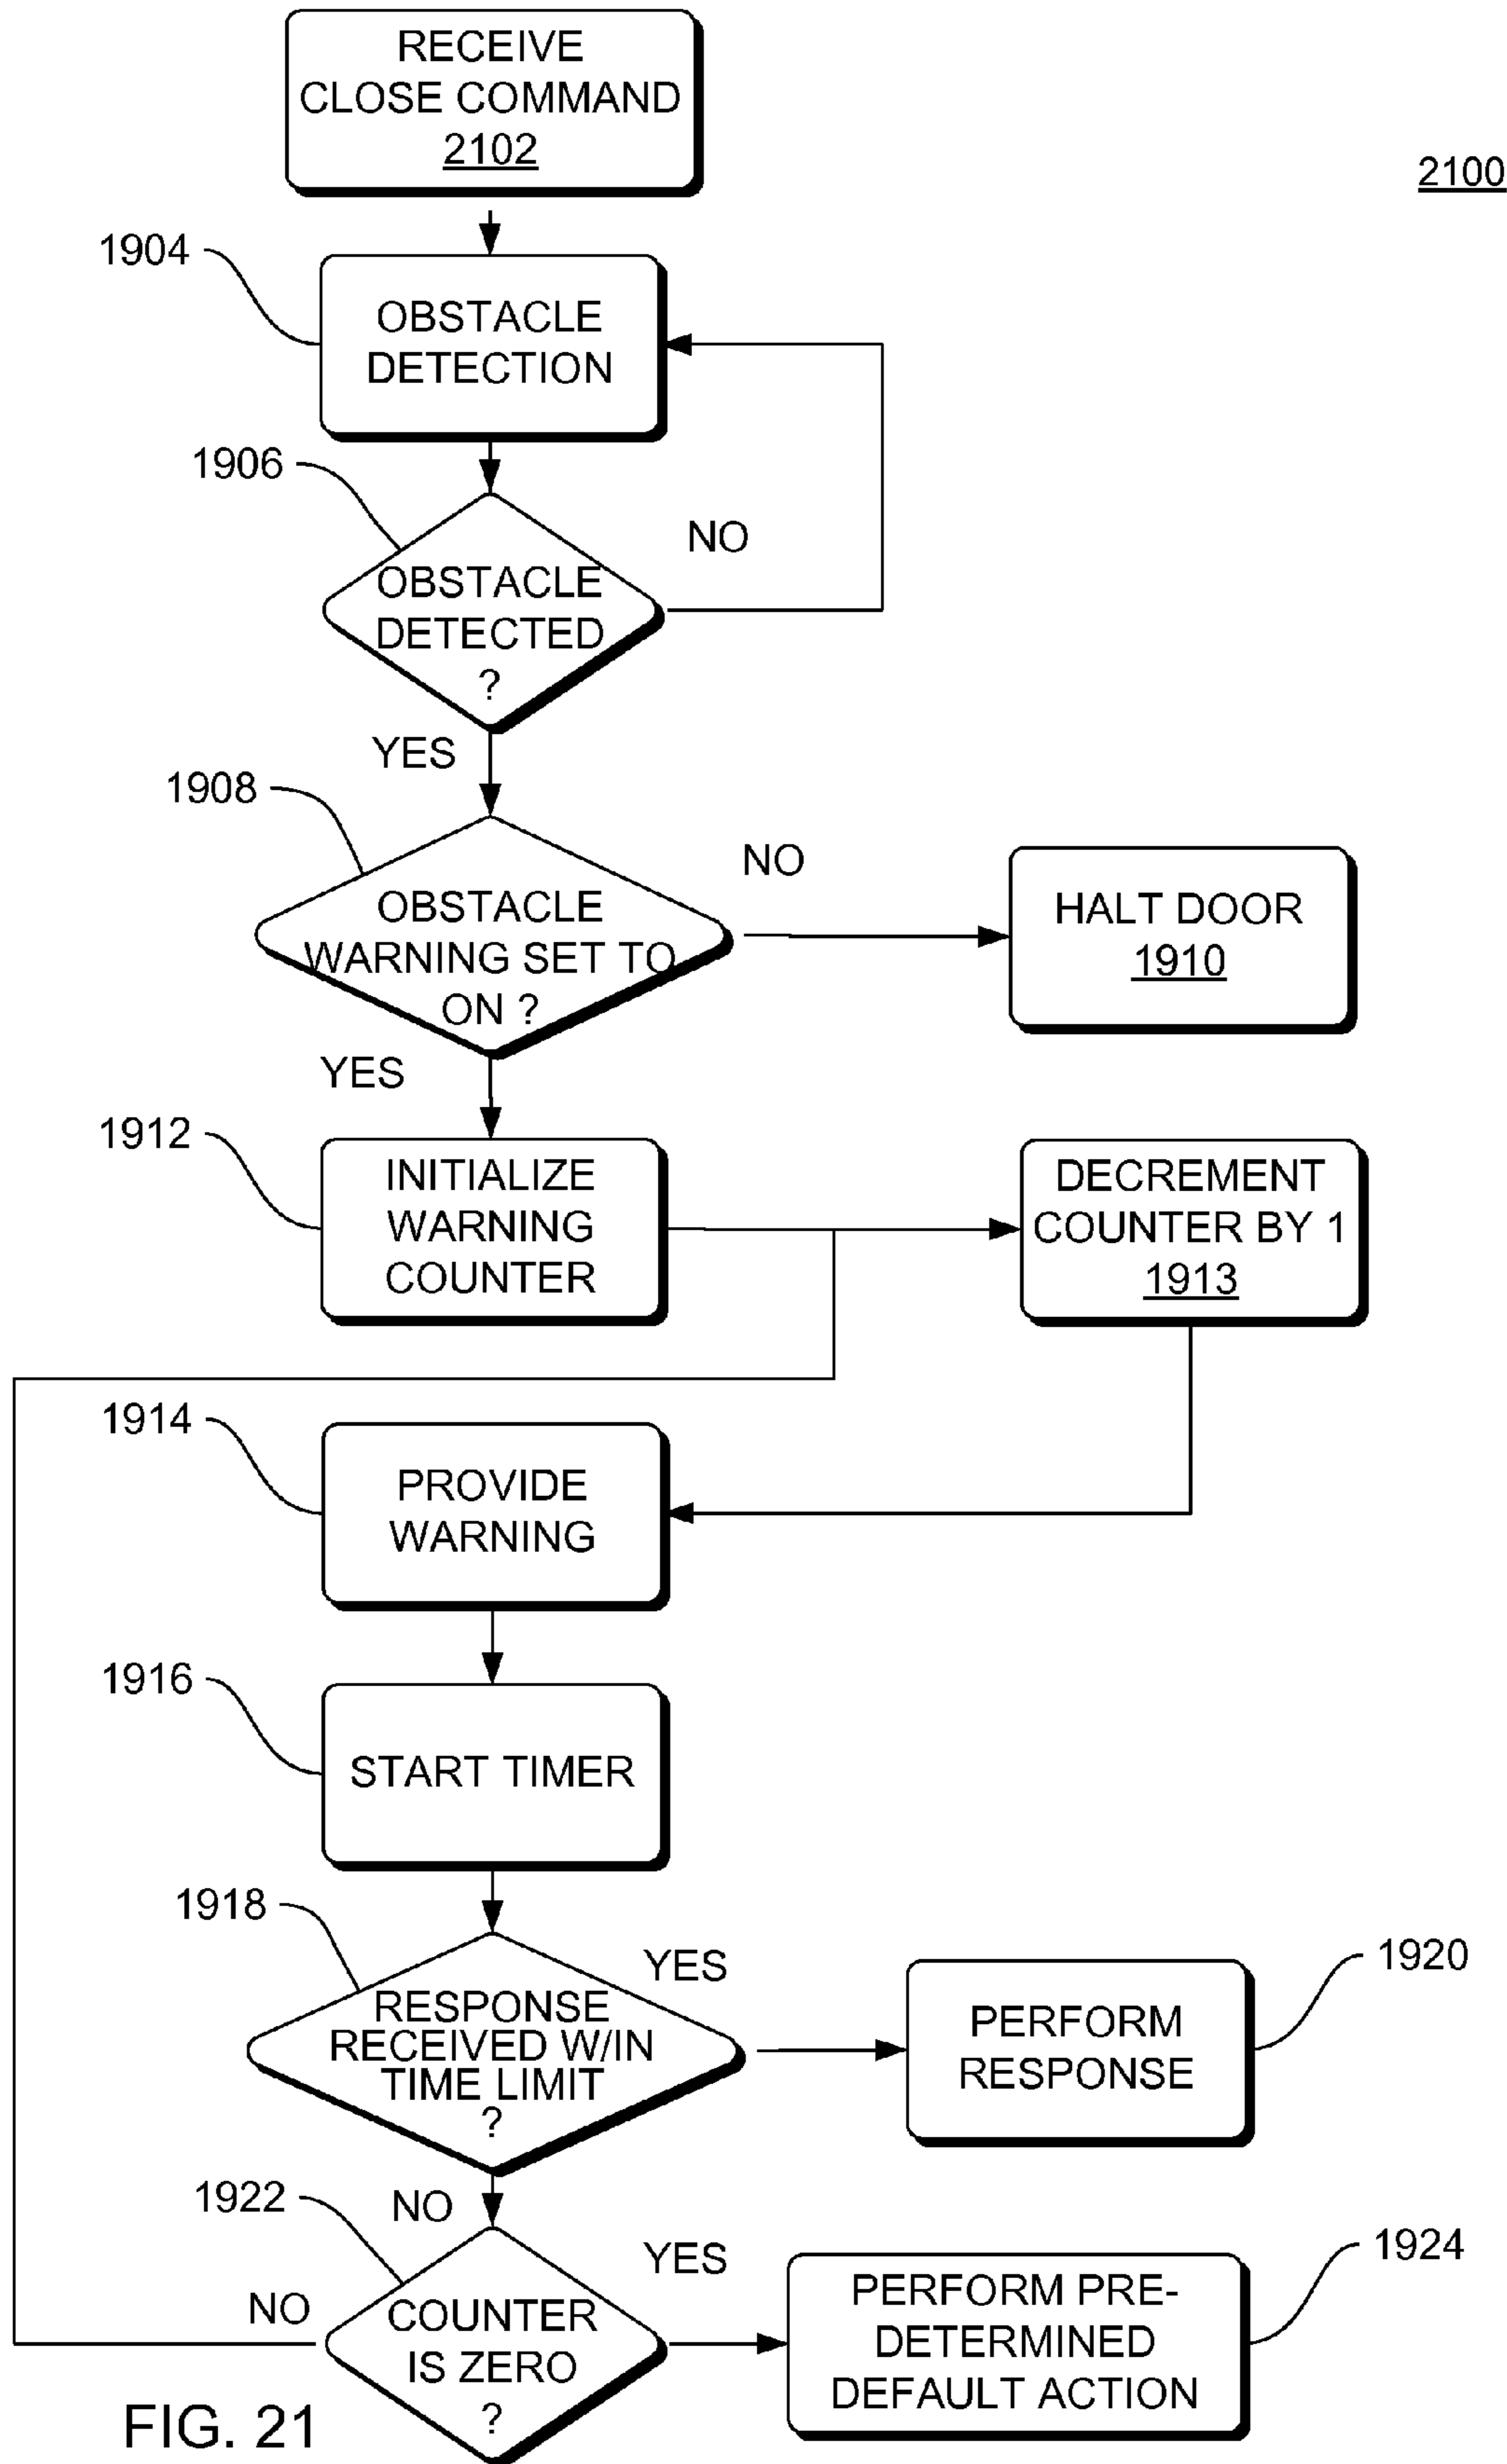 RECEIVE
CLOSE COMMAND
2102
2100
1904
OBSTACLE
DETECTION
1906
NO
OBSTACLE
DETECTED
?
YES
1908
NO
OBSTACLE
WARNING SET TO
ON ?
HALT DOOR
1910
YES
1912
INITIALIZE
WARNING
COUNTER
DECREMENT
COUNTER BY 1
1913
1914
PROVIDE
WARNING
1916
START TIMER
1918
YES
RESPONSE
RECEIVED W/IN
TIME LIMIT
?
PERFORM
RESPONSE
1920
1922
NO
YES
NO
COUNTER
IS ZERO
?
PERFORM PRE-
DETERMINED
DEFAULT ACTION
1924
FIG. 21